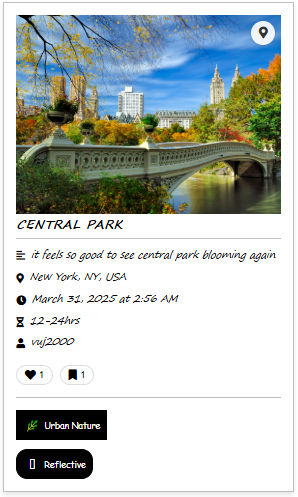 CENTRAL PARK
it feels so good to see central park blooming again
New York, NY, USA
March 31, 2025 at 2:56 AM
12-24hrs
vuj2000
1 1
Urban Nature
Reflective